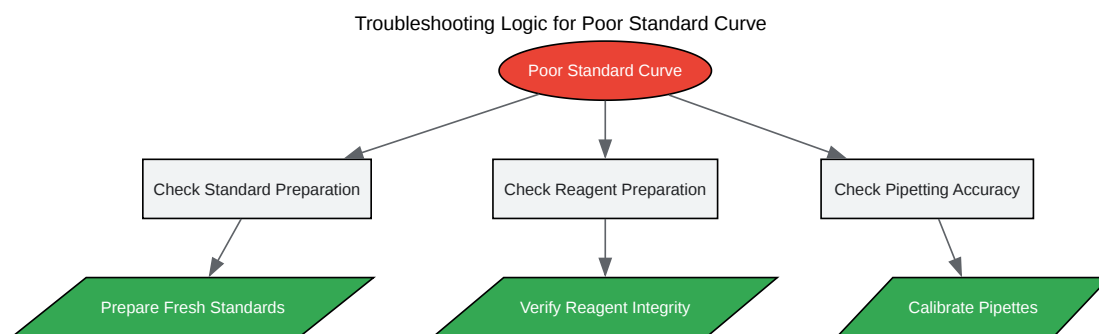 Troubleshooting Logic for Poor Standard Curve
Poor Standard Curve
Check Standard Preparation
Check Reagent Preparation
Check Pipetting Accuracy
Prepare Fresh Standards
Verify Reagent Integrity
Calibrate Pipettes